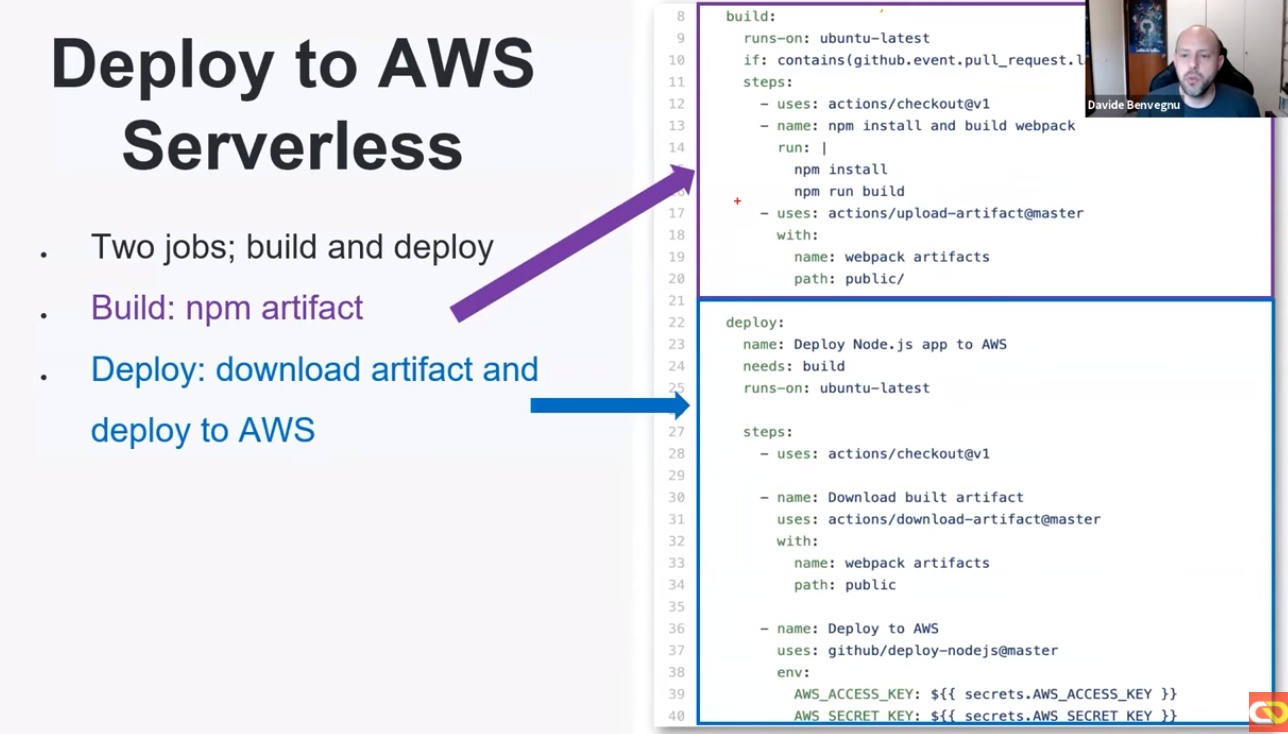 Deploy to AWS
Serverless
Two jobs; build and deploy
Build: npm artifact
Deploy: download artifact and
deploy to AWS
8 build:
9 runs-on: ubuntu-latest
10 if: contains(github.event.pull_request.l
11 steps:
12 - uses: actions/checkout@v1
13 - name: npm install and build webpack
14 run: |
npm install
npm run build
17 - uses: actions/upload-artifact@master
18 with:
19 name: webpack artifacts
20 path: public/
21
22 deploy:
23 name: Deploy Node.js app to AWS
24 needs: build
25 runs-on: ubuntu-latest
27 steps:
28 - uses: actions/checkout@v1
29
30 - name: Download built artifact
31 uses: actions/download-artifact@master
32 with:
33 name: webpack artifacts
34 path: public
35
36 - name: Deploy to AWS
37 uses: github/deploy-nodejs@master
38 env:
39 AWS_ACCESS_KEY: ${{ secrets.AWS_ACCESS_KEY }}
40 AWS_SECRET_KEY: ${{ secrets.AWS_SECRET_KEY }}
Davide Benvegnu